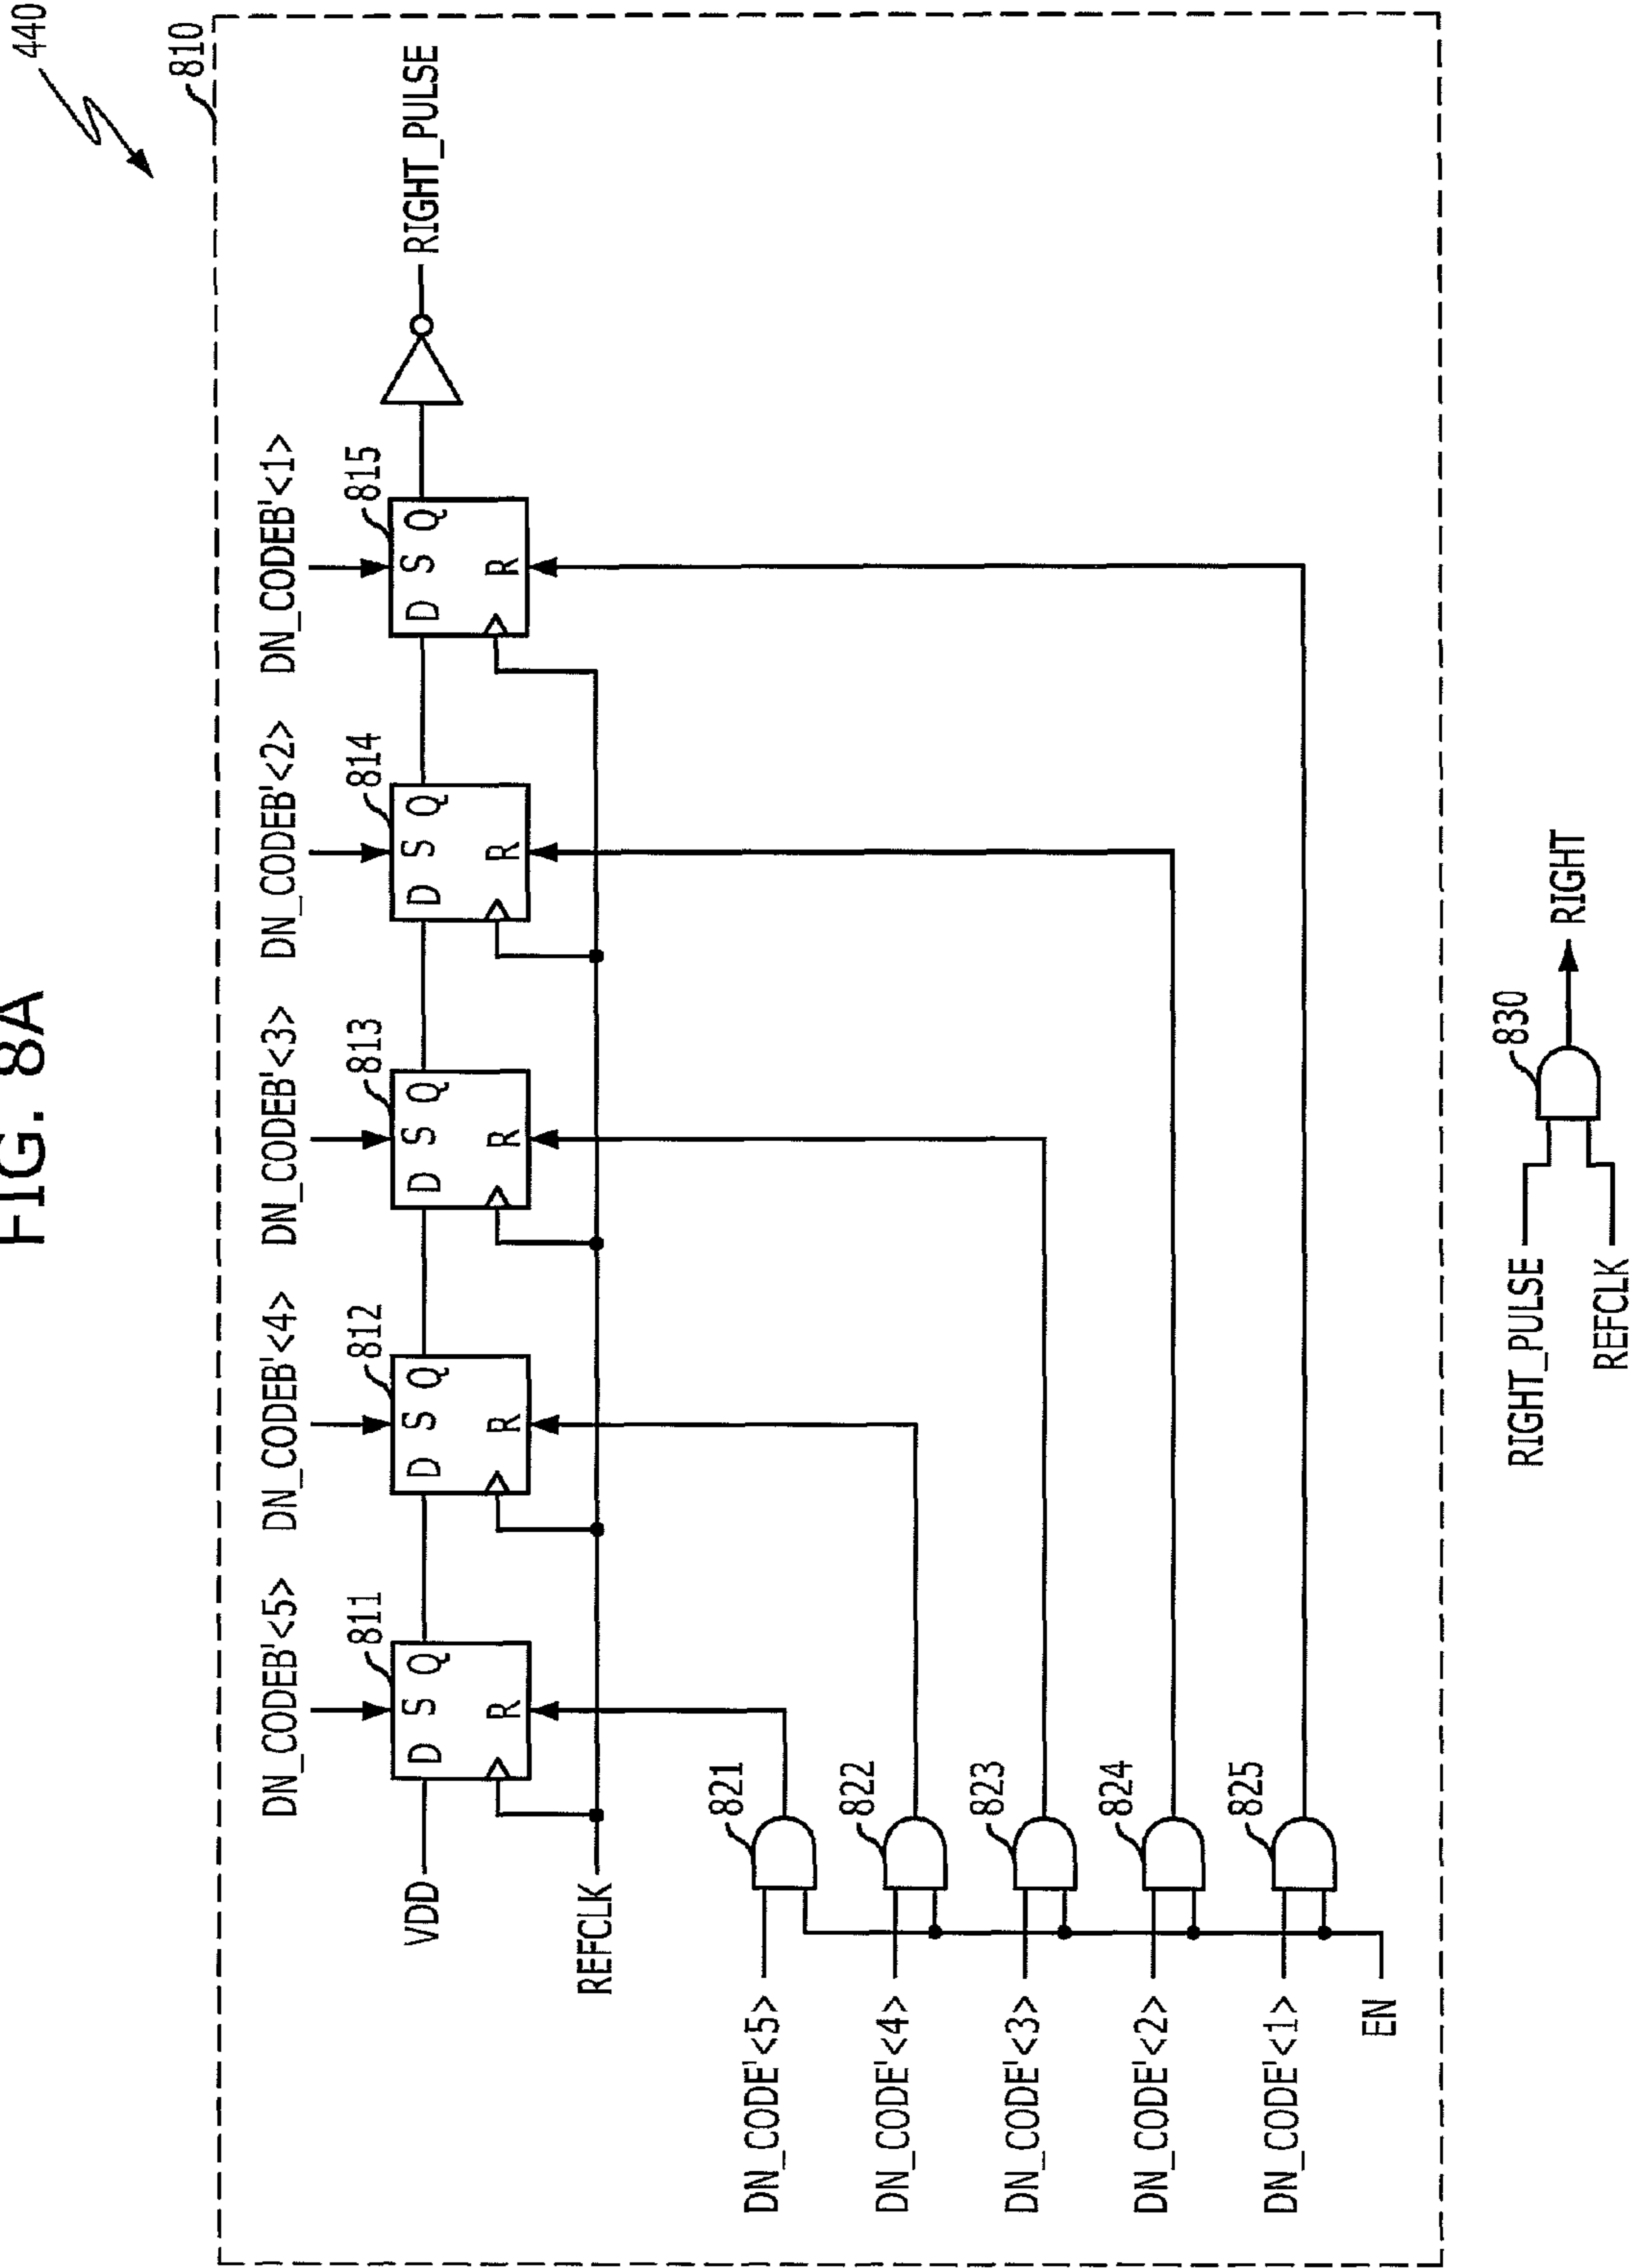 FIG. 8A
440
810
DN_CODEB'<5>
DN_CODEB'<4>
DN_CODEB'<3>
DN_CODEB'<2>
DN_CODEB'<1>
811
812
813
814
815
VDD
D S Q
R
D S Q
R
D S Q
R
D S Q
R
D S Q
R
RIGHT_PULSE
REFCLK
DN_CODE'<5>
821
DN_CODE'<4>
822
DN_CODE'<3>
823
DN_CODE'<2>
824
DN_CODE'<1>
825
EN
RIGHT_PULSE
REFCLK
830
RIGHT